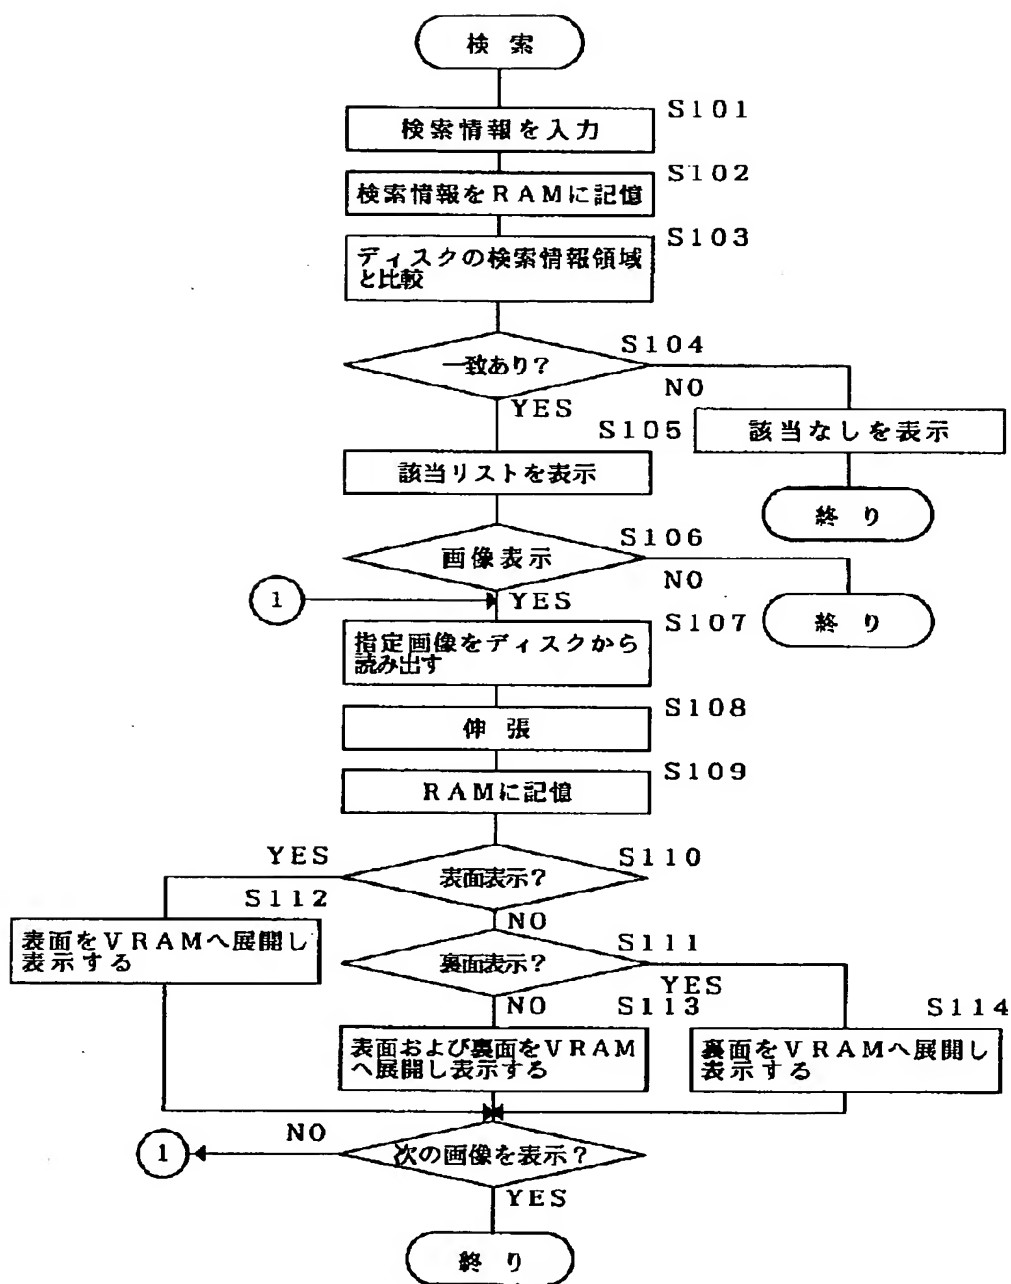 検索
S101
検索情報を入力
S102
検索情報をRAMに記憶
S103
ディスクの検索情報領域
と比較
S104
一致あり?
NO
YES
S105
該当なしを表示
該当リストを表示
終り
S106
画像表示
NO
1
YES
S107
終り
指定画像をディスクから
読み出す
S108
伸張
S109
RAMに記憶
YES
S110
表面表示?
S112
NO
表面をVRAMへ展開し
表示する
S111
裏面表示?
YES
NO
S113
S114
表面および裏面をVRAM
へ展開し表示する
裏面をVRAMへ展開し
表示する
NO
1
次の画像を表示?
YES
終り